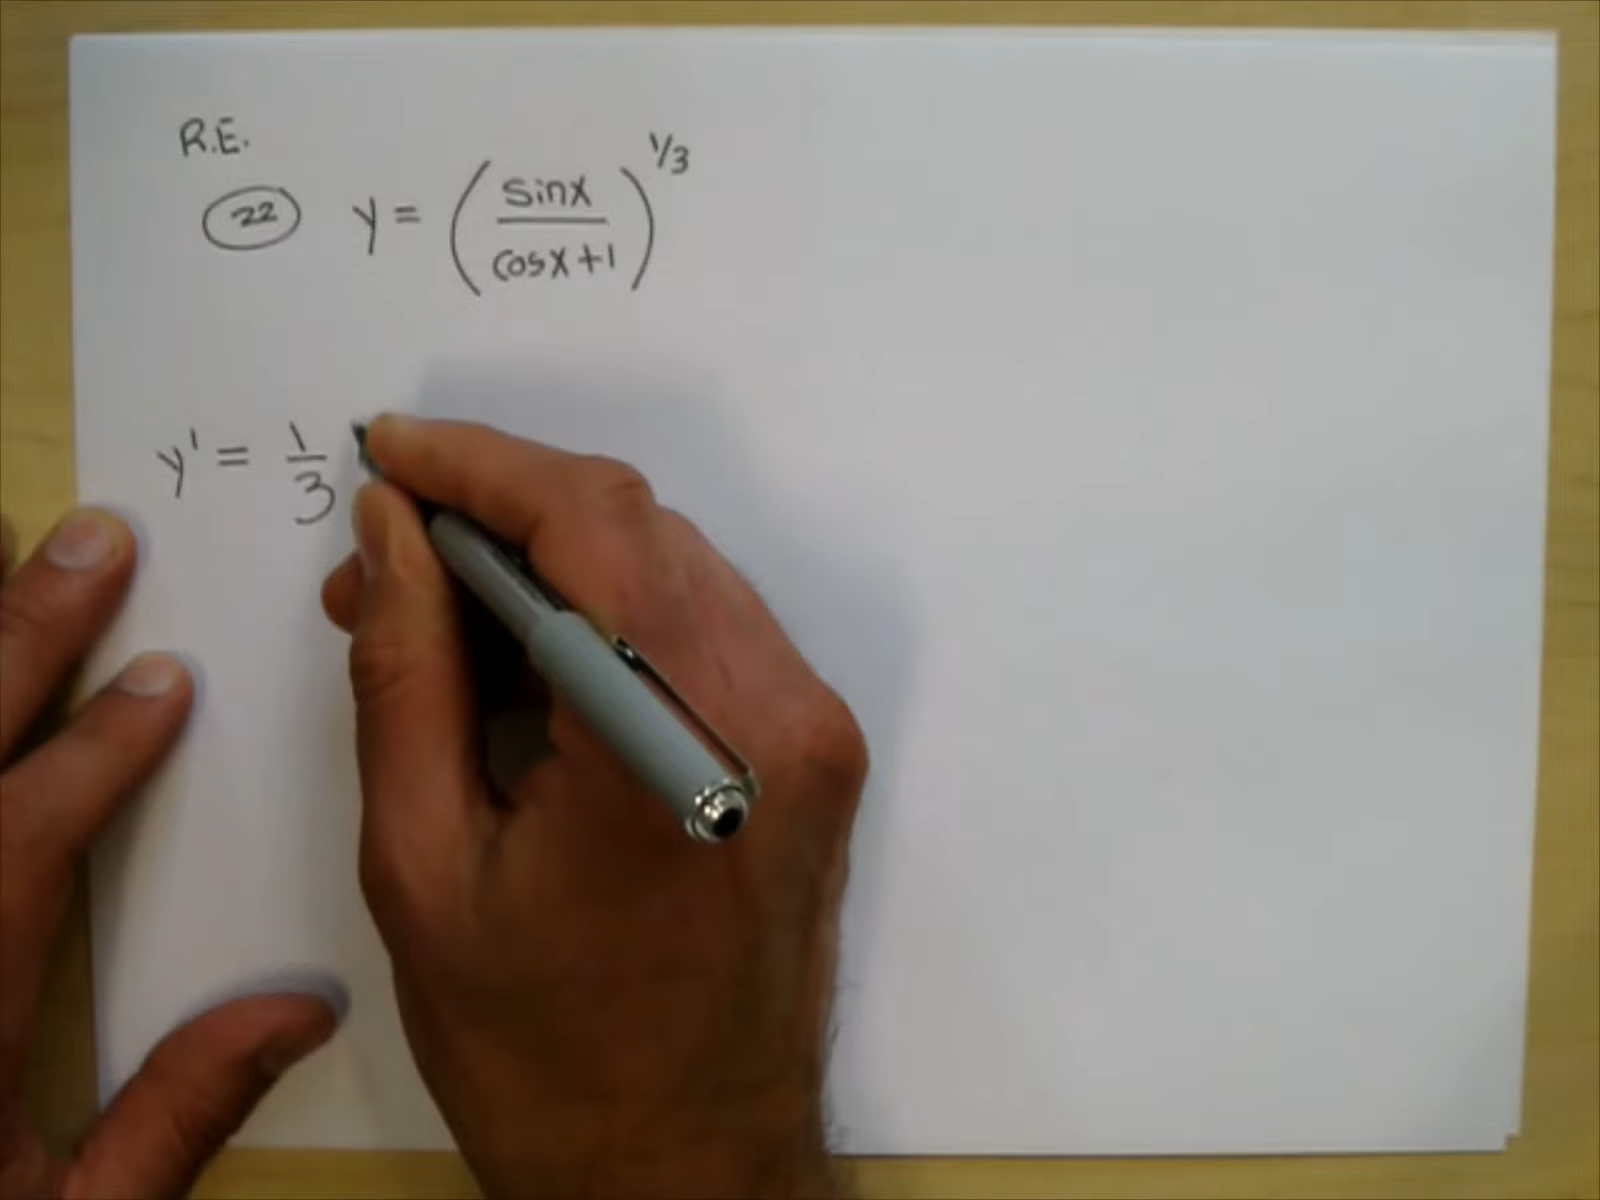 R.E.
22 y = (sinx / cosx+1)^1/3
y' = 1/3